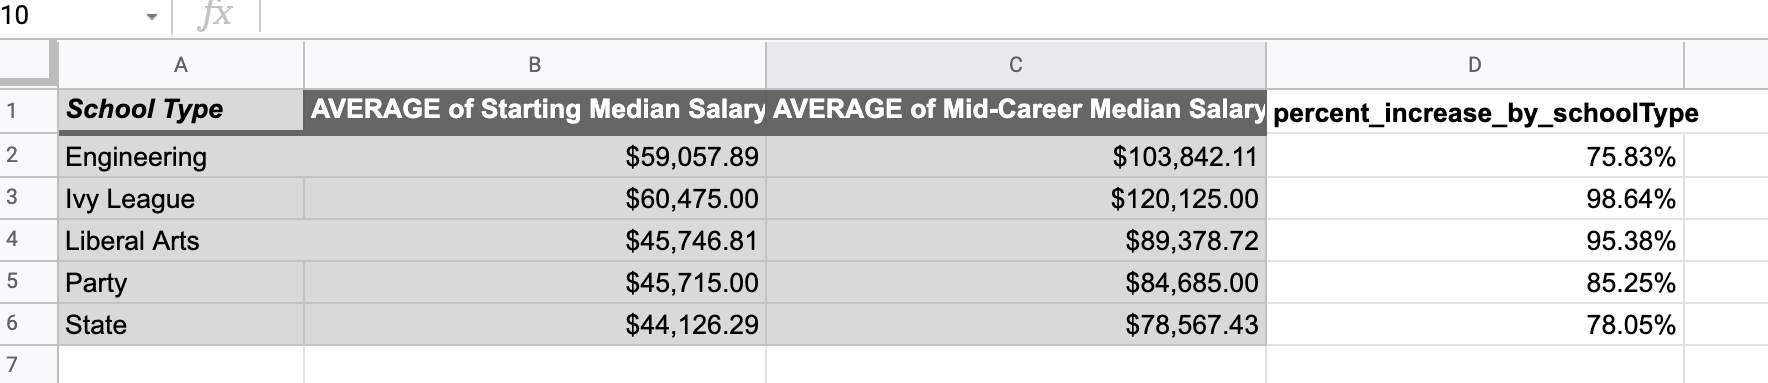 10 fx
A B C D
1 School Type AVERAGE of Starting Median Salary AVERAGE of Mid-Career Median Salary percent_increase_by_schoolType
2 Engineering $59,057.89 $103,842.11 75.83%
3 Ivy League $60,475.00 $120,125.00 98.64%
4 Liberal Arts $45,746.81 $89,378.72 95.38%
5 Party $45,715.00 $84,685.00 85.25%
6 State $44,126.29 $78,567.43 78.05%
7